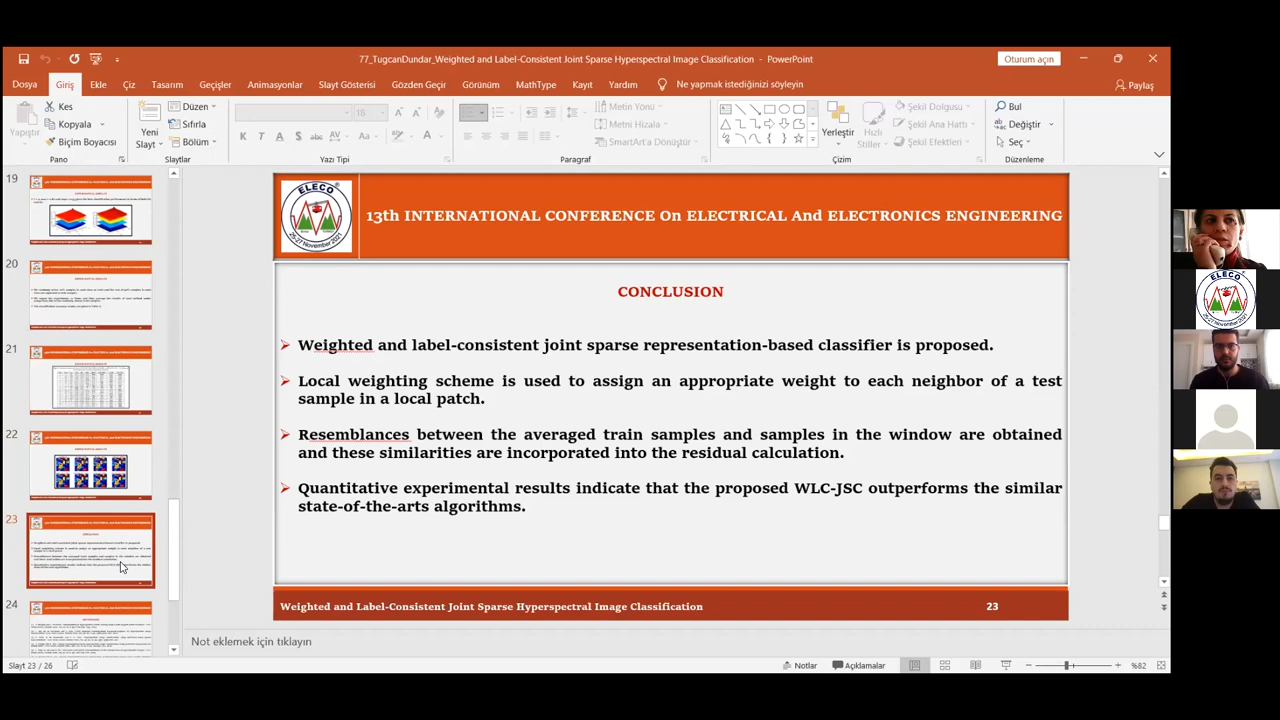 77_TugcanDundar_Weighted and Label-Consistent Joint Sparse Hyperspectral Image Classification - PowerPoint
Oturum açın
Dosya Giriş Ekle Çiz Tasarım Geçişler Animasyonlar Slayt Gösterisi Gözden Geçir Görünüm MathType Kayıt Yardım Ne yapmak istediğinizi söyleyin Paylaş
Yapıştır
Kes
Kopyala
Biçim Boyacısı
Pano
Yeni
Slayt
Düzen
Sıfırla
Bölüm
Slaytlar
18
Yazı Tipi
Metin Yönü
Metni Hizala
SmartArt'a Dönüştür
Paragraf
Yerleştir
Hızlı
Stiller
Şekil Dolgusu
Şekil Ana Hattı
Şekil Efektleri
Çizim
Bul
Değiştir
Seç
Düzenleme
19
20
21
22
23
24
ELECO
25-27 November 2021
13th INTERNATIONAL CONFERENCE On ELECTRICAL And ELECTRONICS ENGINEERING
CONCLUSION
Weighted and label-consistent joint sparse representation-based classifier is proposed.
Local weighting scheme is used to assign an appropriate weight to each neighbor of a test
sample in a local patch.
Resemblances between the averaged train samples and samples in the window are obtained
and these similarities are incorporated into the residual calculation.
Quantitative experimental results indicate that the proposed WLC-JSC outperforms the similar
state-of-the-arts algorithms.
Weighted and Label-Consistent Joint Sparse Hyperspectral Image Classification 23
ELECO
Not eklemek için tıklayın
Slayt 23 / 26
Notlar Açıklamalar %82